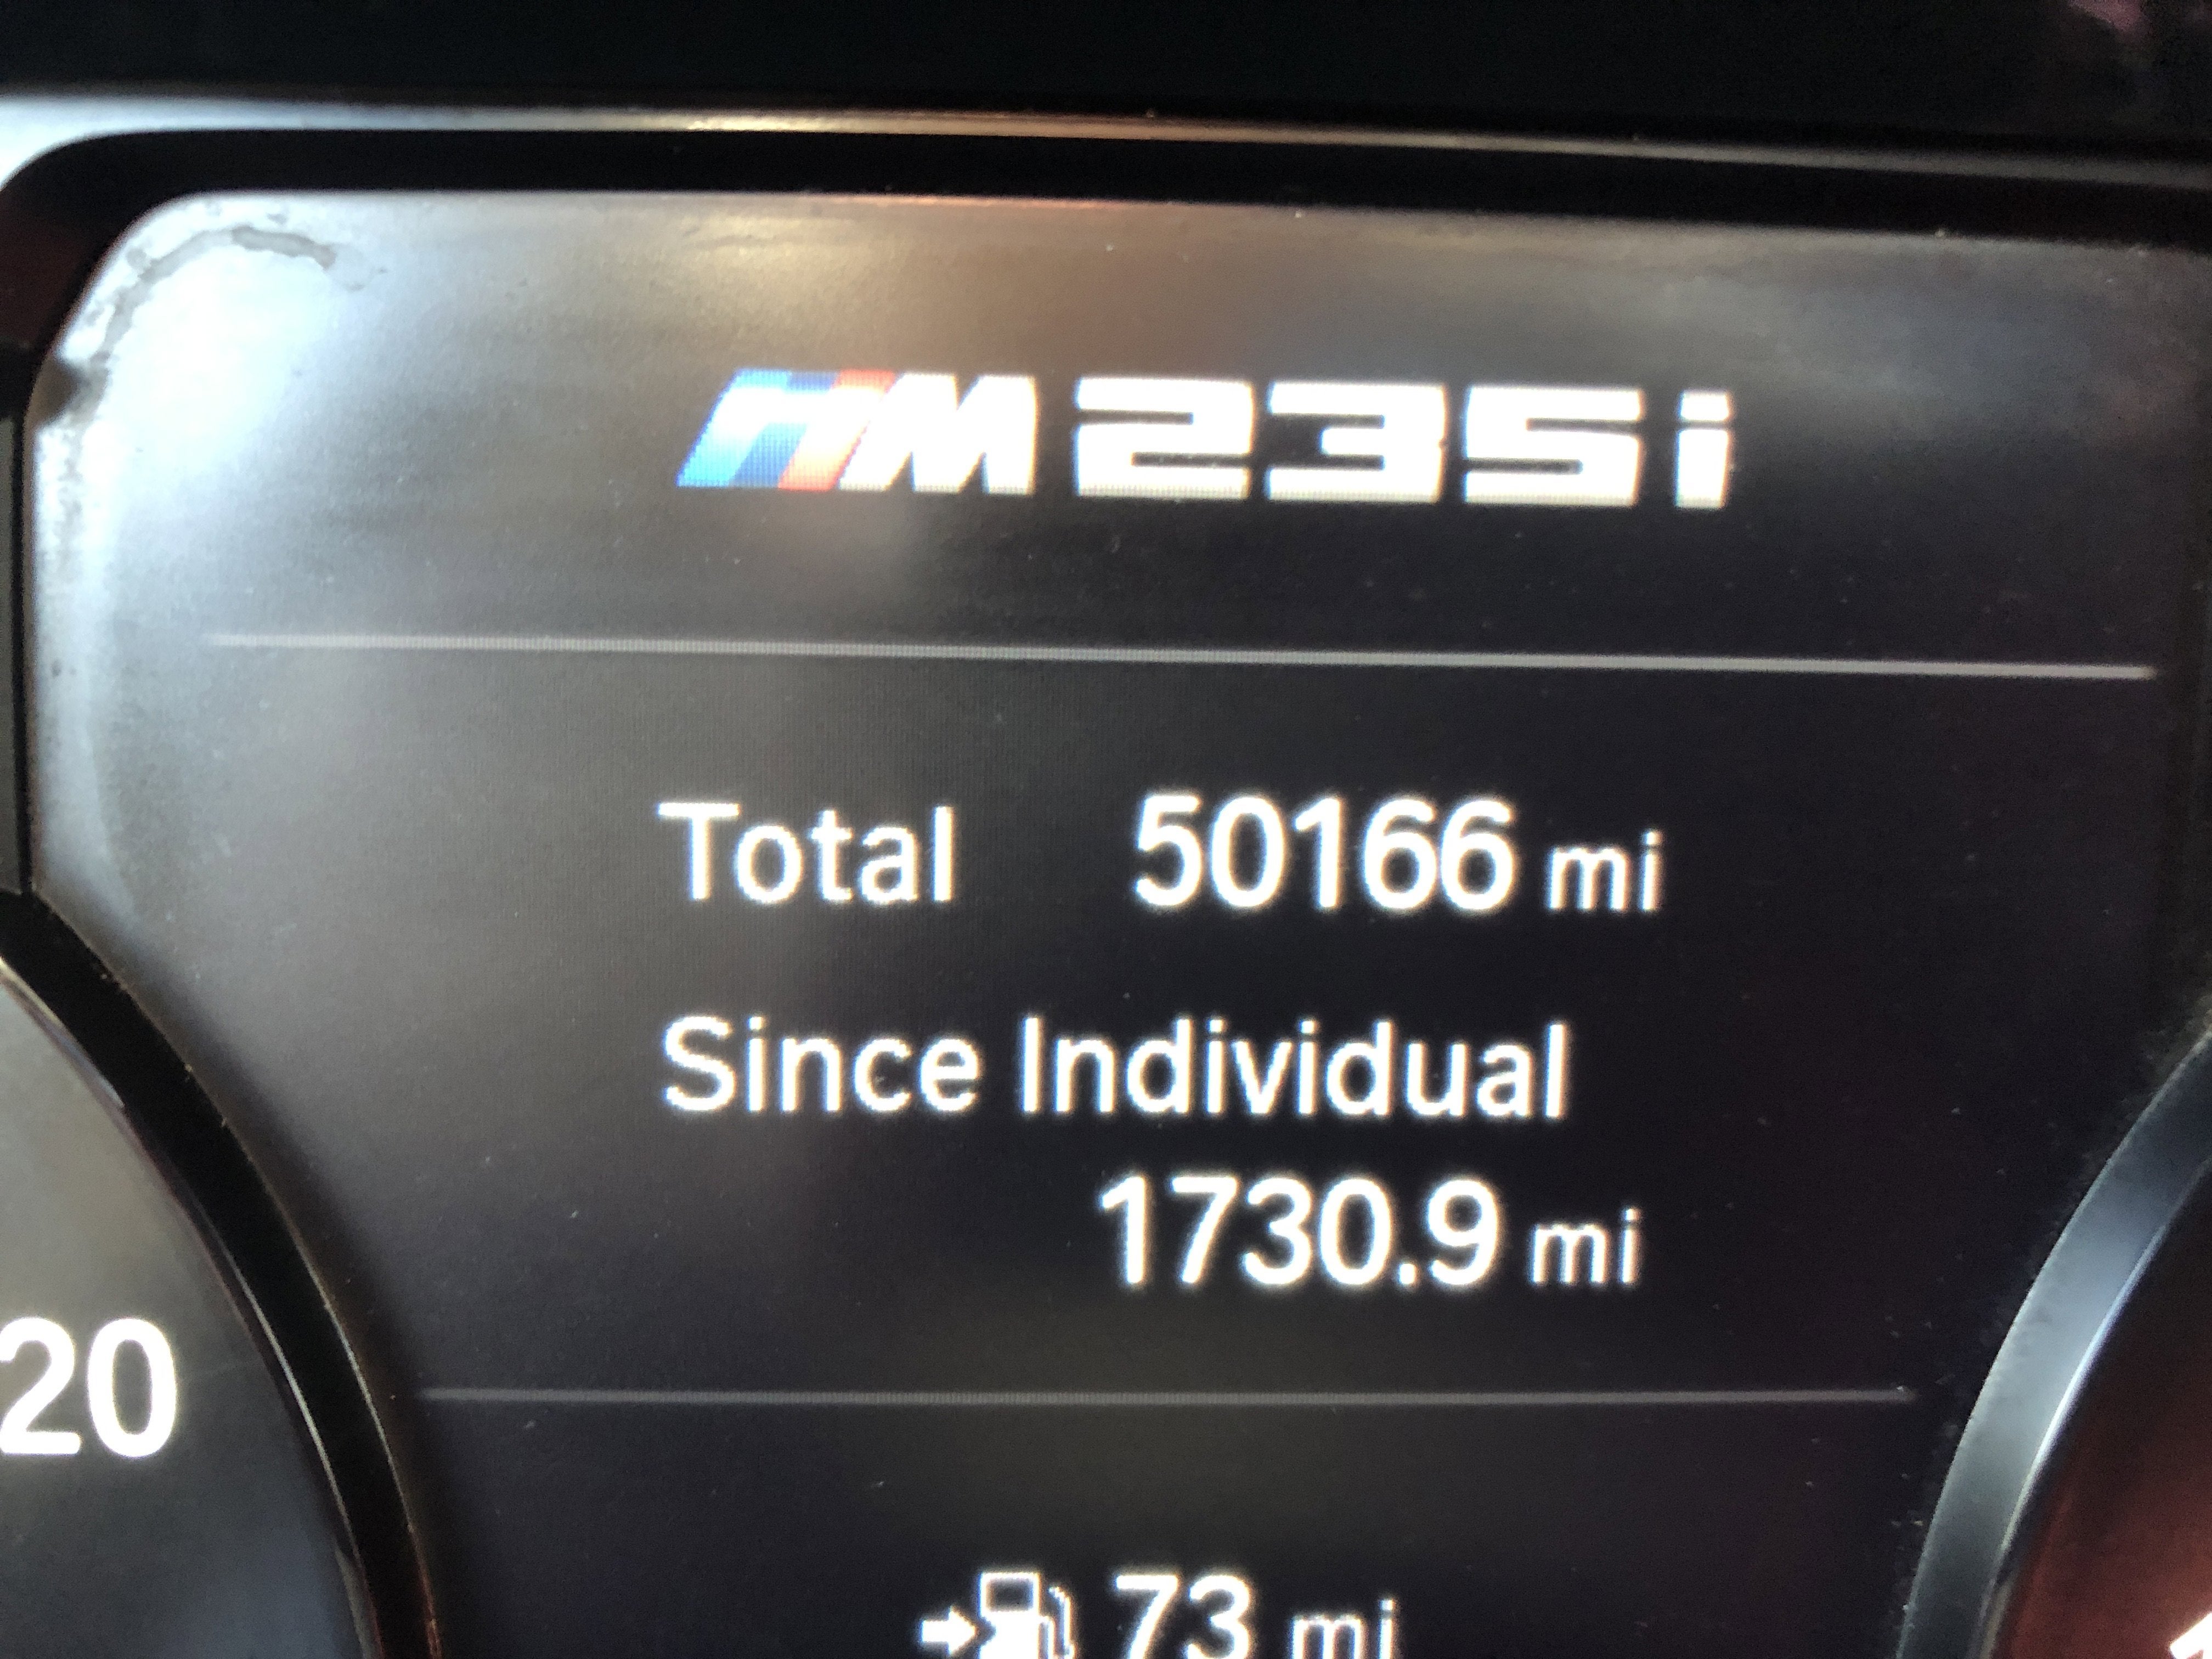 M235i
Total 50166 mi
Since Individual
1730.9 mi
20
73 mi